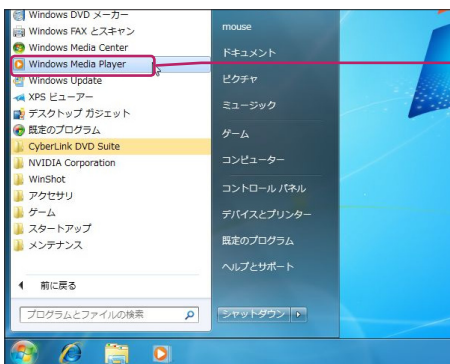 Windows DVD メーカー
Windows FAX とスキャン
Windows Media Center
Windows Media Player
Windows Update
XPS ビューアー
デスクトップ ガジェット
既定のプログラム
CyberLink DVD Suite
NVIDIA Corporation
WinShot
アクセサリ
ゲーム
スタートアップ
メンテナンス
前に戻る
プログラムとファイルの検索
mouse
ドキュメント
ピクチャ
ミュージック
ゲーム
コンピューター
コントロール パネル
デバイスとプリンター
既定のプログラム
ヘルプとサポート
シャットダウン